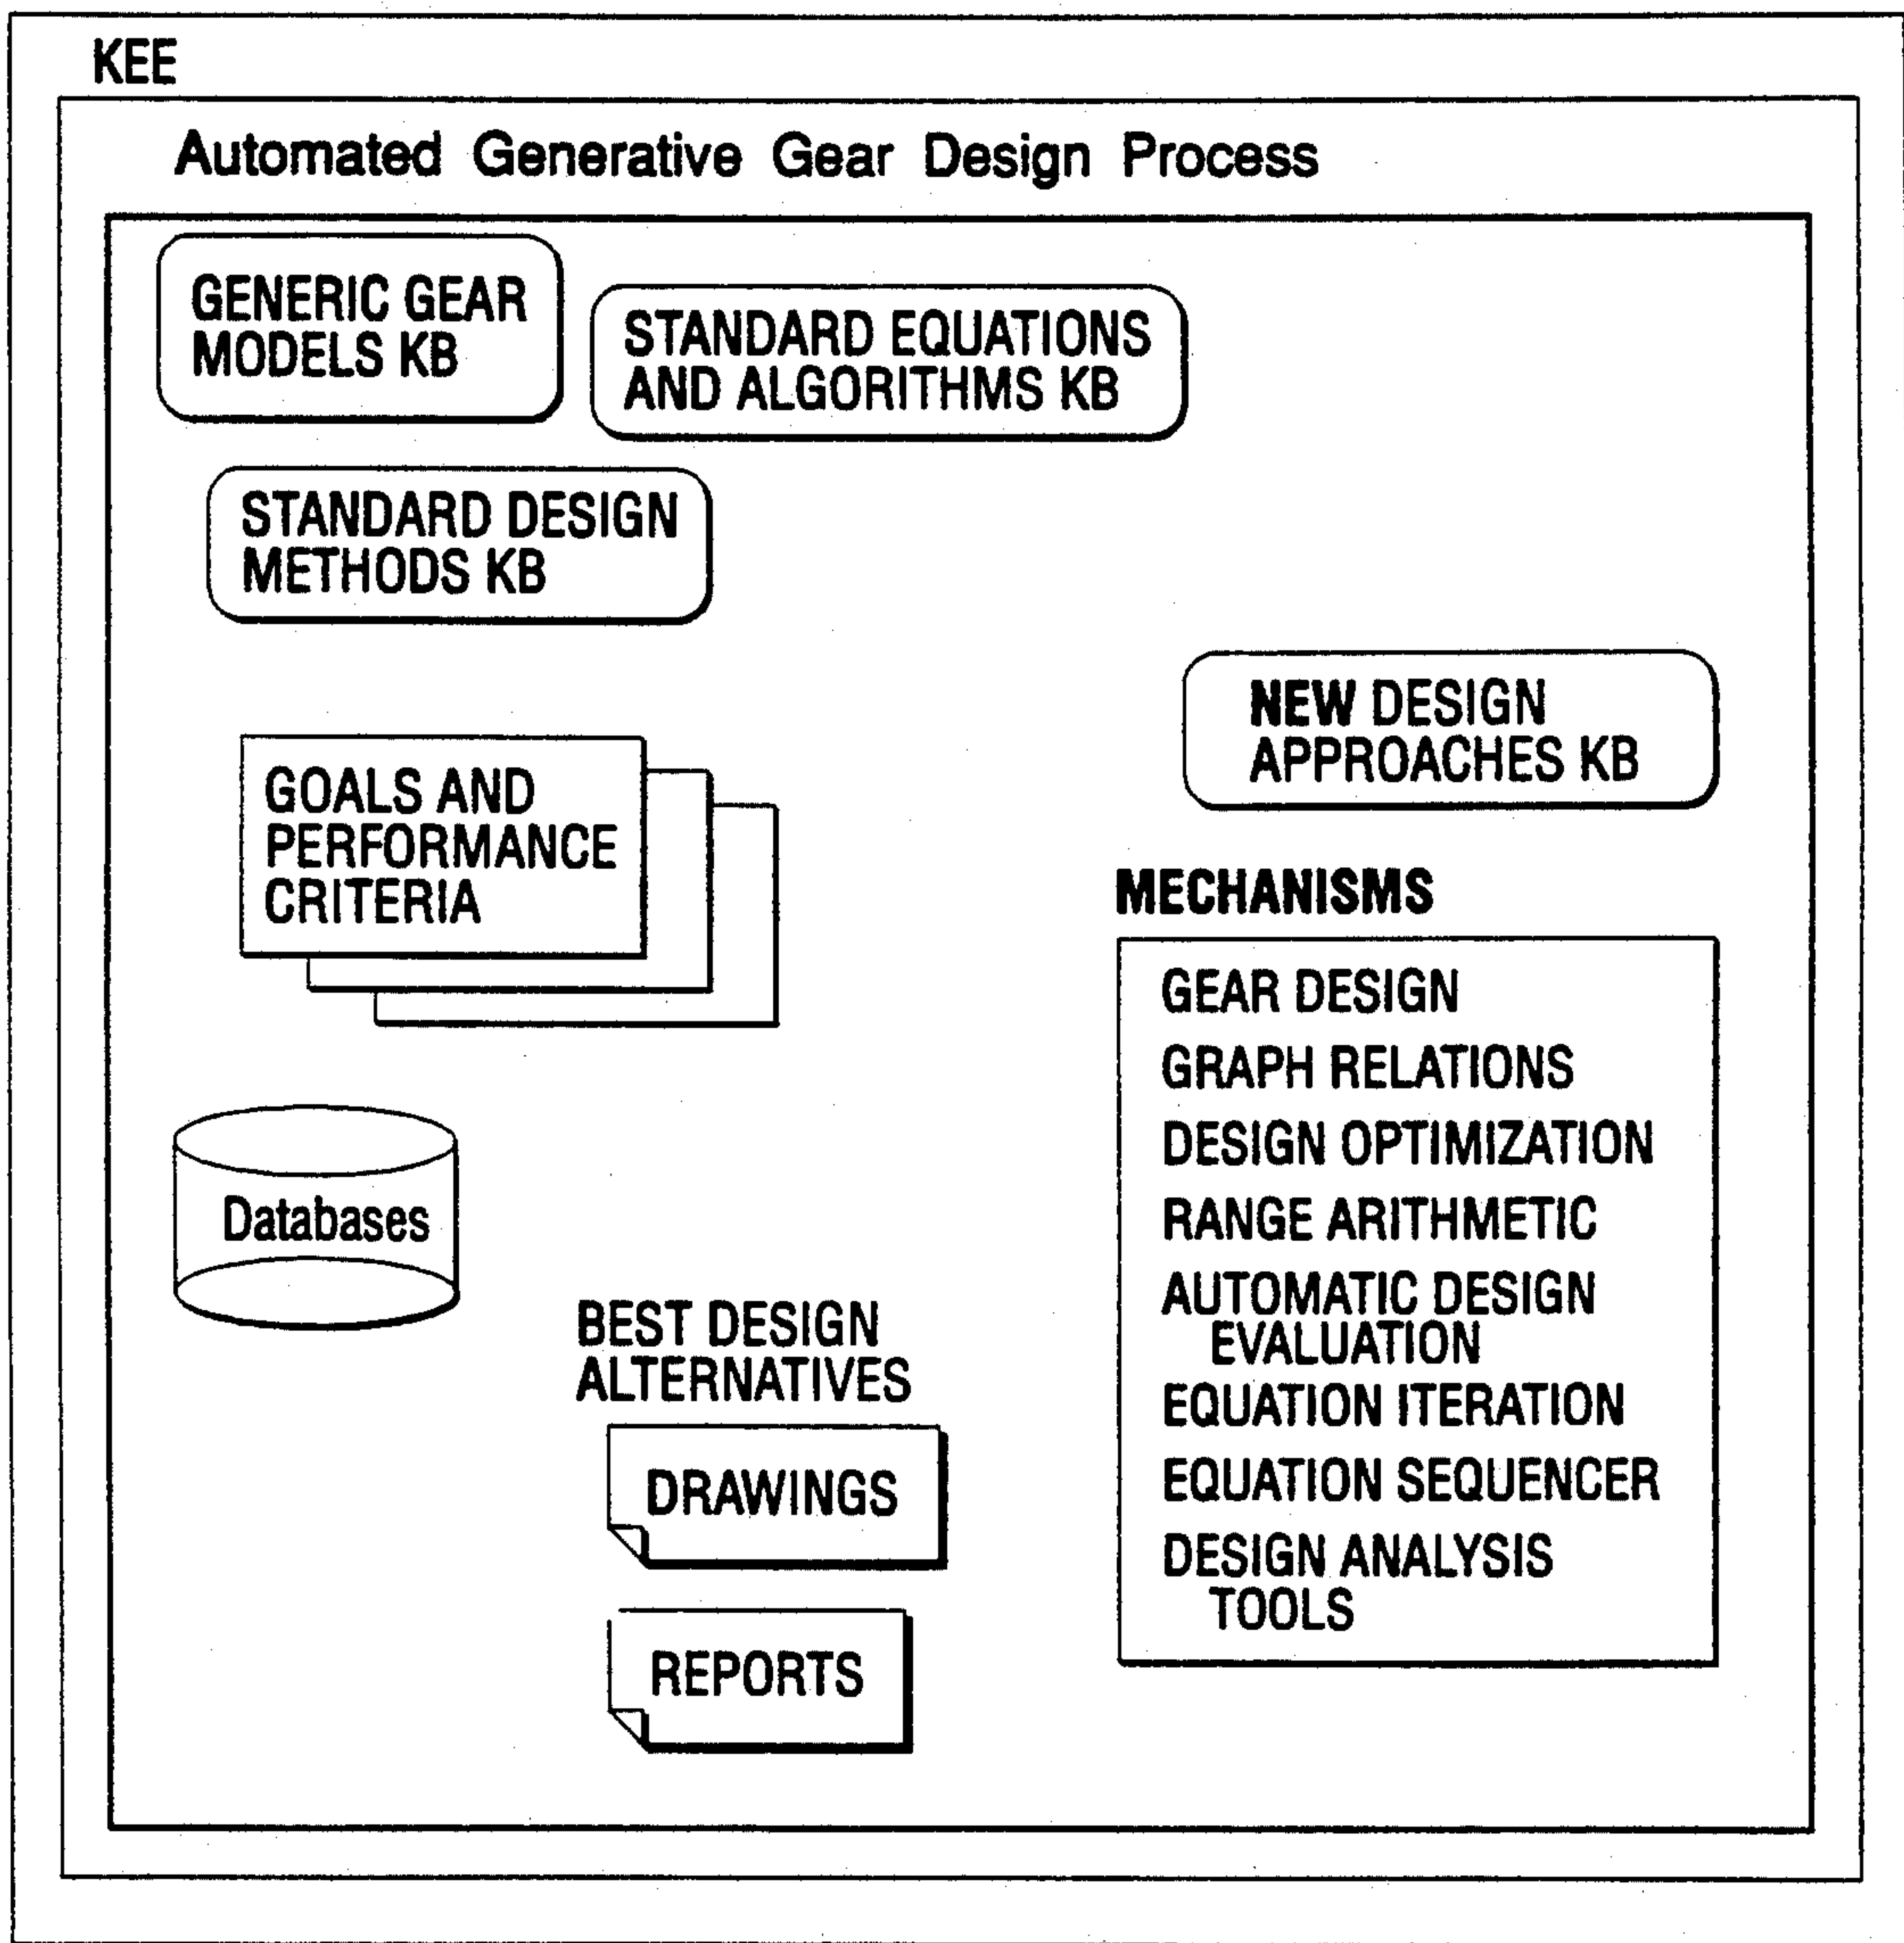 KEE
Automated Generative Gear Design Process
GENERIC GEAR
MODELS KB
STANDARD EQUATIONS
AND ALGORITHMS KB
STANDARD DESIGN
METHODS KB
NEW DESIGN
APPROACHES KB
GOALS AND
PERFORMANCE
CRITERIA
MECHANISMS
GEAR DESIGN
GRAPH RELATIONS
DESIGN OPTIMIZATION
RANGE ARITHMETIC
AUTOMATIC DESIGN
EVALUATION
EQUATION ITERATION
EQUATION SEQUENCER
DESIGN ANALYSIS
TOOLS
Databases
BEST DESIGN
ALTERNATIVES
DRAWINGS
REPORTS